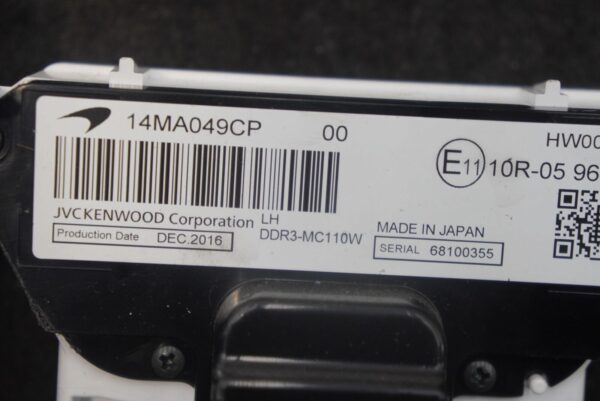 14MA049CP 00
HW00
E11 10R-05 96
JVCKENWOOD Corporation LH
Production Date DEC.2016 DDR3-MC110W
MADE IN JAPAN
SERIAL 68100355